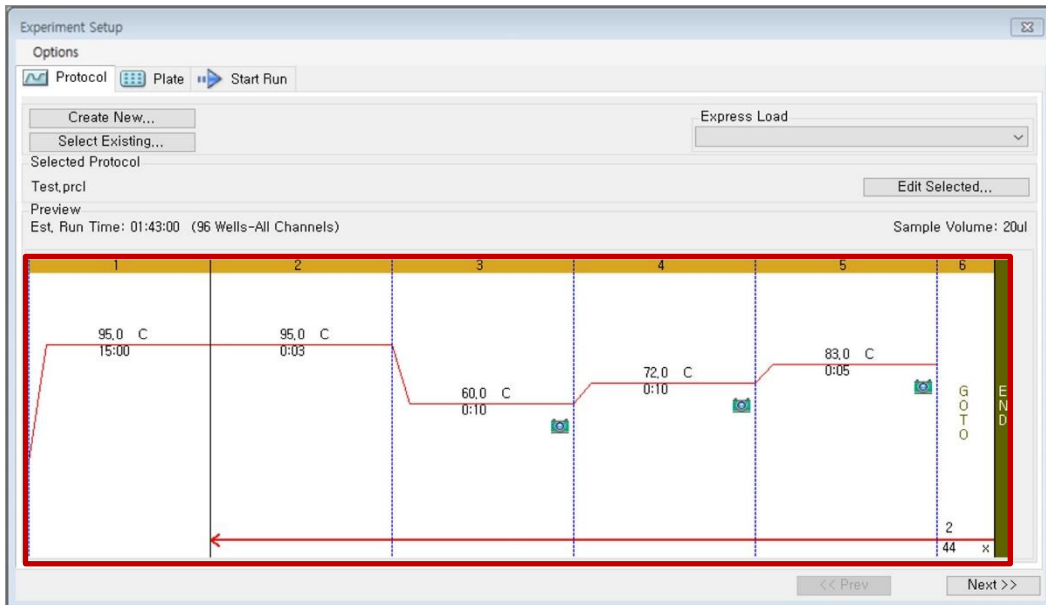 Experiment Setup
Options
Protocol Plate Start Run
Create New...
Express Load
Select Existing...
Selected Protocol
Test.prcl
Edit Selected...
Preview
Est. Run Time: 01:43:00 (96 Wells-All Channels)
Sample Volume: 20ul
1 2 3 4 5 6
95.0 C
15:00
95.0 C
0:03
60.0 C
0:10
72.0 C
0:10
83.0 C
0:05
GOTO
END
2
44 x
<< Prev
Next >>